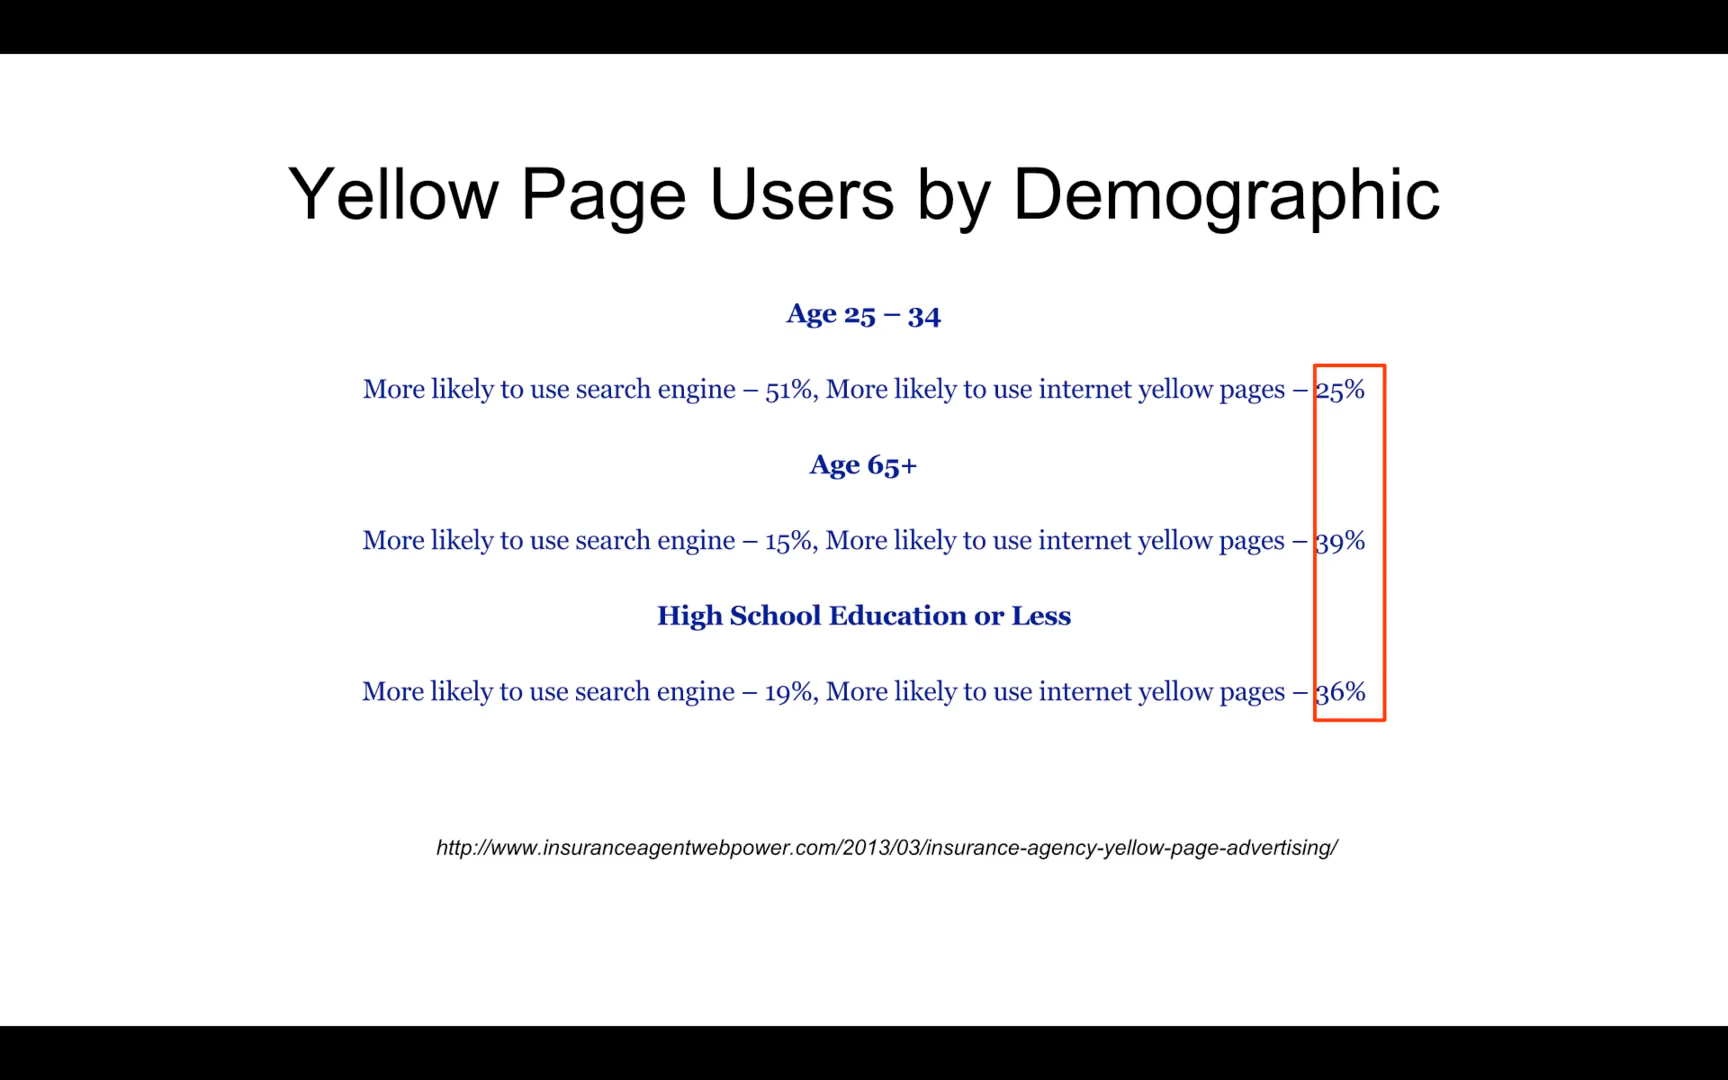 Yellow Page Users by Demographic
Age 25 – 34
More likely to use search engine – 51%, More likely to use internet yellow pages – 25%
Age 65+
More likely to use search engine – 15%, More likely to use internet yellow pages – 39%
High School Education or Less
More likely to use search engine – 19%, More likely to use internet yellow pages – 36%
http://www.insuranceagentwebpower.com/2013/03/insurance-agency-yellow-page-advertising/